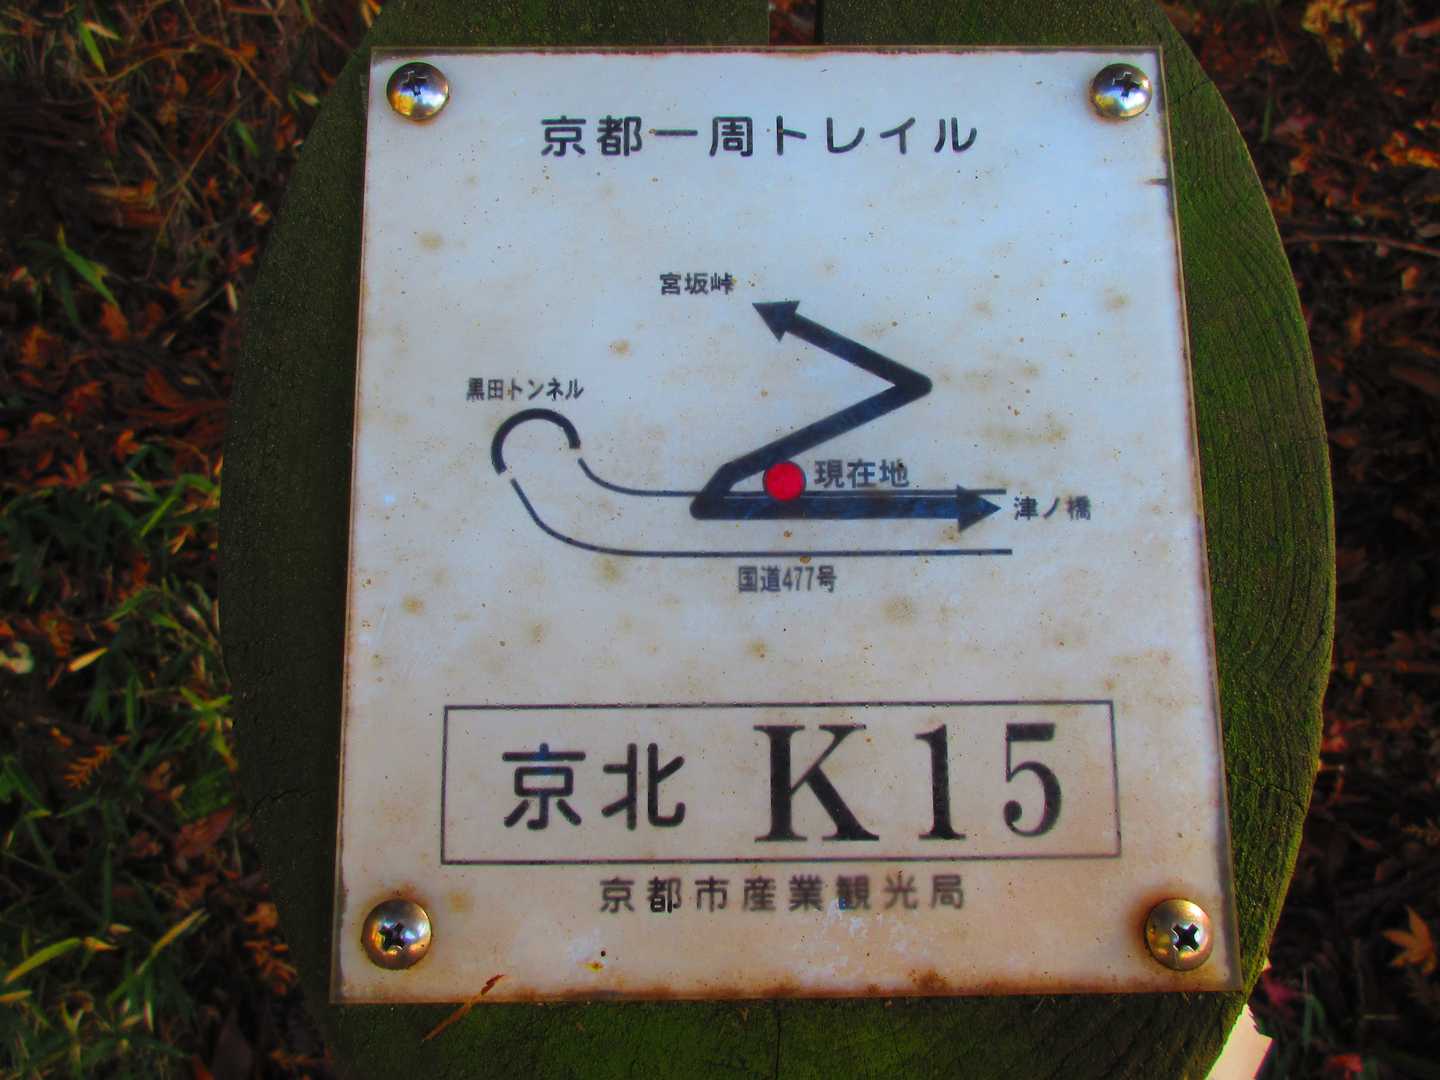 京都一周トレイル
宮坂峠
黒田トンネル
現在地
津ノ橋
国道477号
京北 K15
京都市産業観光局